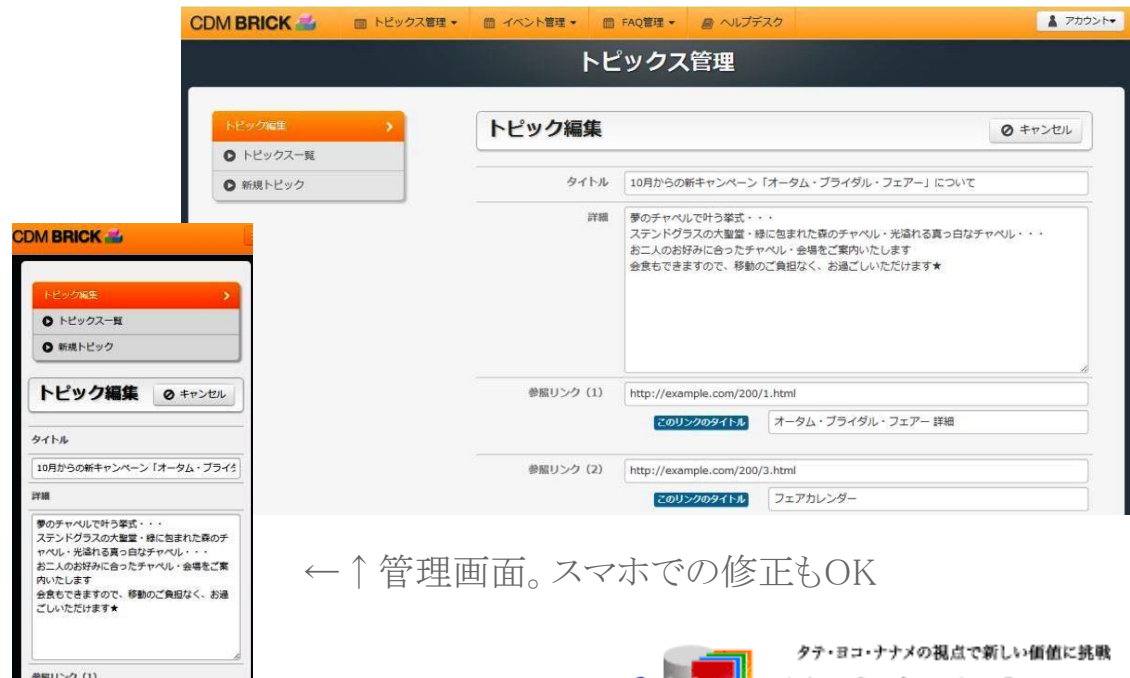 CDM BRICK
トピックス管理
イベント管理
FAQ管理
ヘルプデスク
アカウント
トピックス管理
トピック編集
トピックス一覧
新規トピック
トピック編集
キャンセル
タイトル
10月からの新キャンペーン「オータム・ブライダル・フェアー」について
詳細
夢のチャペルで叶う挙式・・・
ステンドグラスの大聖堂・緑に包まれた森のチャペル・光溢れる真っ白なチャペル・・・
お二人のお好みに合ったチャペル・会場をご案内いたします
会食もできますので、移動のご負担なく、お過ごしいただけます★
参照リンク (1)
http://example.com/200/1.html
このリンクのタイトル
オータム・ブライダル・フェアー 詳細
参照リンク (2)
http://example.com/200/3.html
このリンクのタイトル
フェアカレンダー
CDM BRICK
トピック編集
トピックス一覧
新規トピック
トピック編集
キャンセル
タイトル
10月からの新キャンペーン「オータム・ブライ
詳細
夢のチャペルで叶う挙式・・・
ステンドグラスの大聖堂・緑に包まれた森のチ
ャペル・光溢れる真っ白なチャペル・・・
お二人のお好みに合ったチャペル・会場をご案
内いたします
会食もできますので、移動のご負担なく、お過
ごしいただけます★
参照リンク (1)
←↑管理画面。スマホでの修正もOK
タテ・ヨコ・ナナメの視点で新しい価値に挑戦